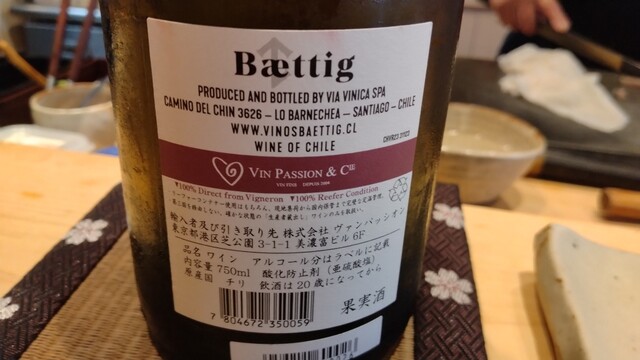 Bættig
PRODUCED AND BOTTLED BY VIA VINICA SPA
CAMINO DEL CHIN 3626 – LO BARNECHEA – SANTIAGO – CHILE
WWW.VINOSBAETTIG.CL
WINE OF CHILE
VIN PASSION & Cie
VIN FINS DEPUIS 2009
▼100% Direct from Vigneron ▼100% Reefer Condition
輸入者及び引き取り先 株式会社 ヴァンパッシオン
東京都港区芝公園 3-1-1 美濃富ビル 6F
品名 ワイン アルコール分はラベルに記載
内容量 750ml 酸化防止剤（亜硫酸塩）
原産国 チリ 飲酒は20歳になってから
果実酒
7 804672 350059